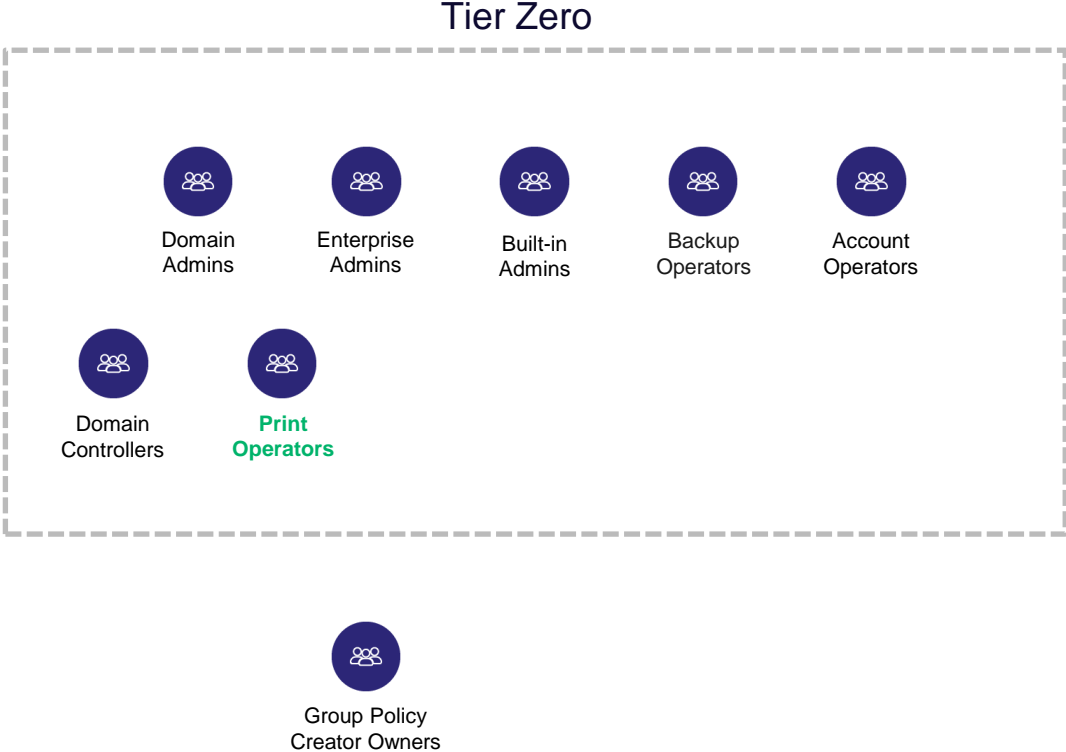 Tier Zero
Domain
Admins
Enterprise
Admins
Built-in
Admins
Backup
Operators
Account
Operators
Domain
Controllers
Print
Operators
Group Policy
Creator Owners